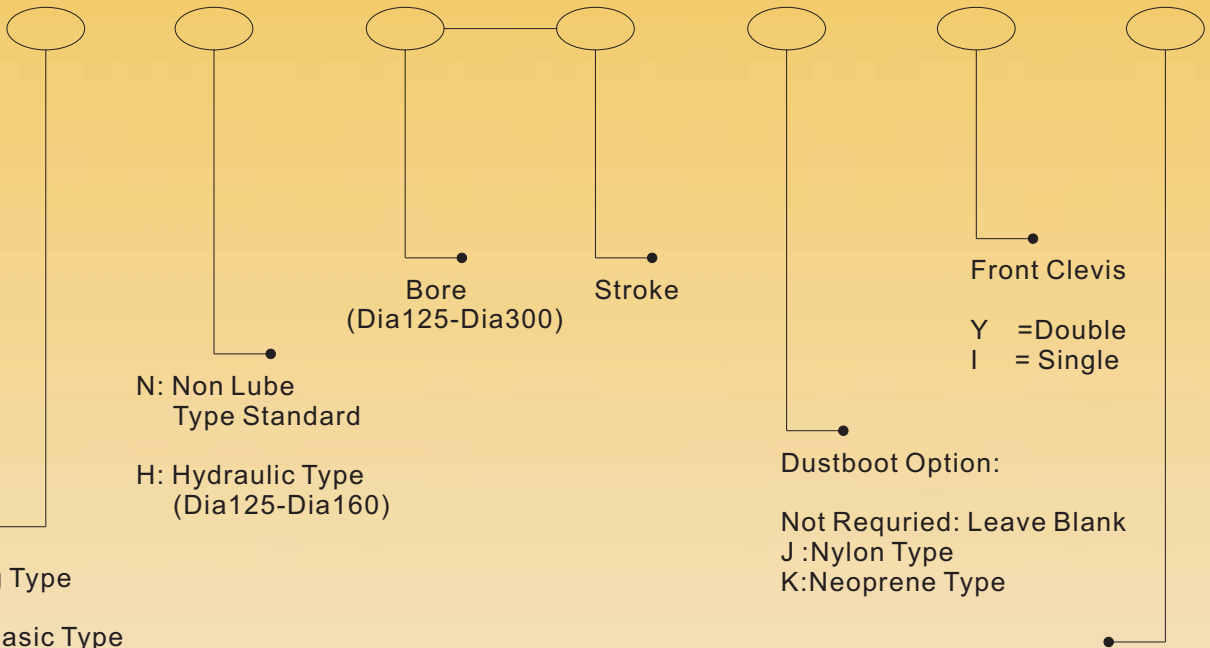 Bore
(Dia125-Dia300)
Stroke
Front Clevis
Y =Double
I = Single
N: Non Lube
Type Standard
H: Hydraulic Type
(Dia125-Dia160)
Dustboot Option:
Not Requried: Leave Blank
J :Nylon Type
K:Neoprene Type
Type
Type